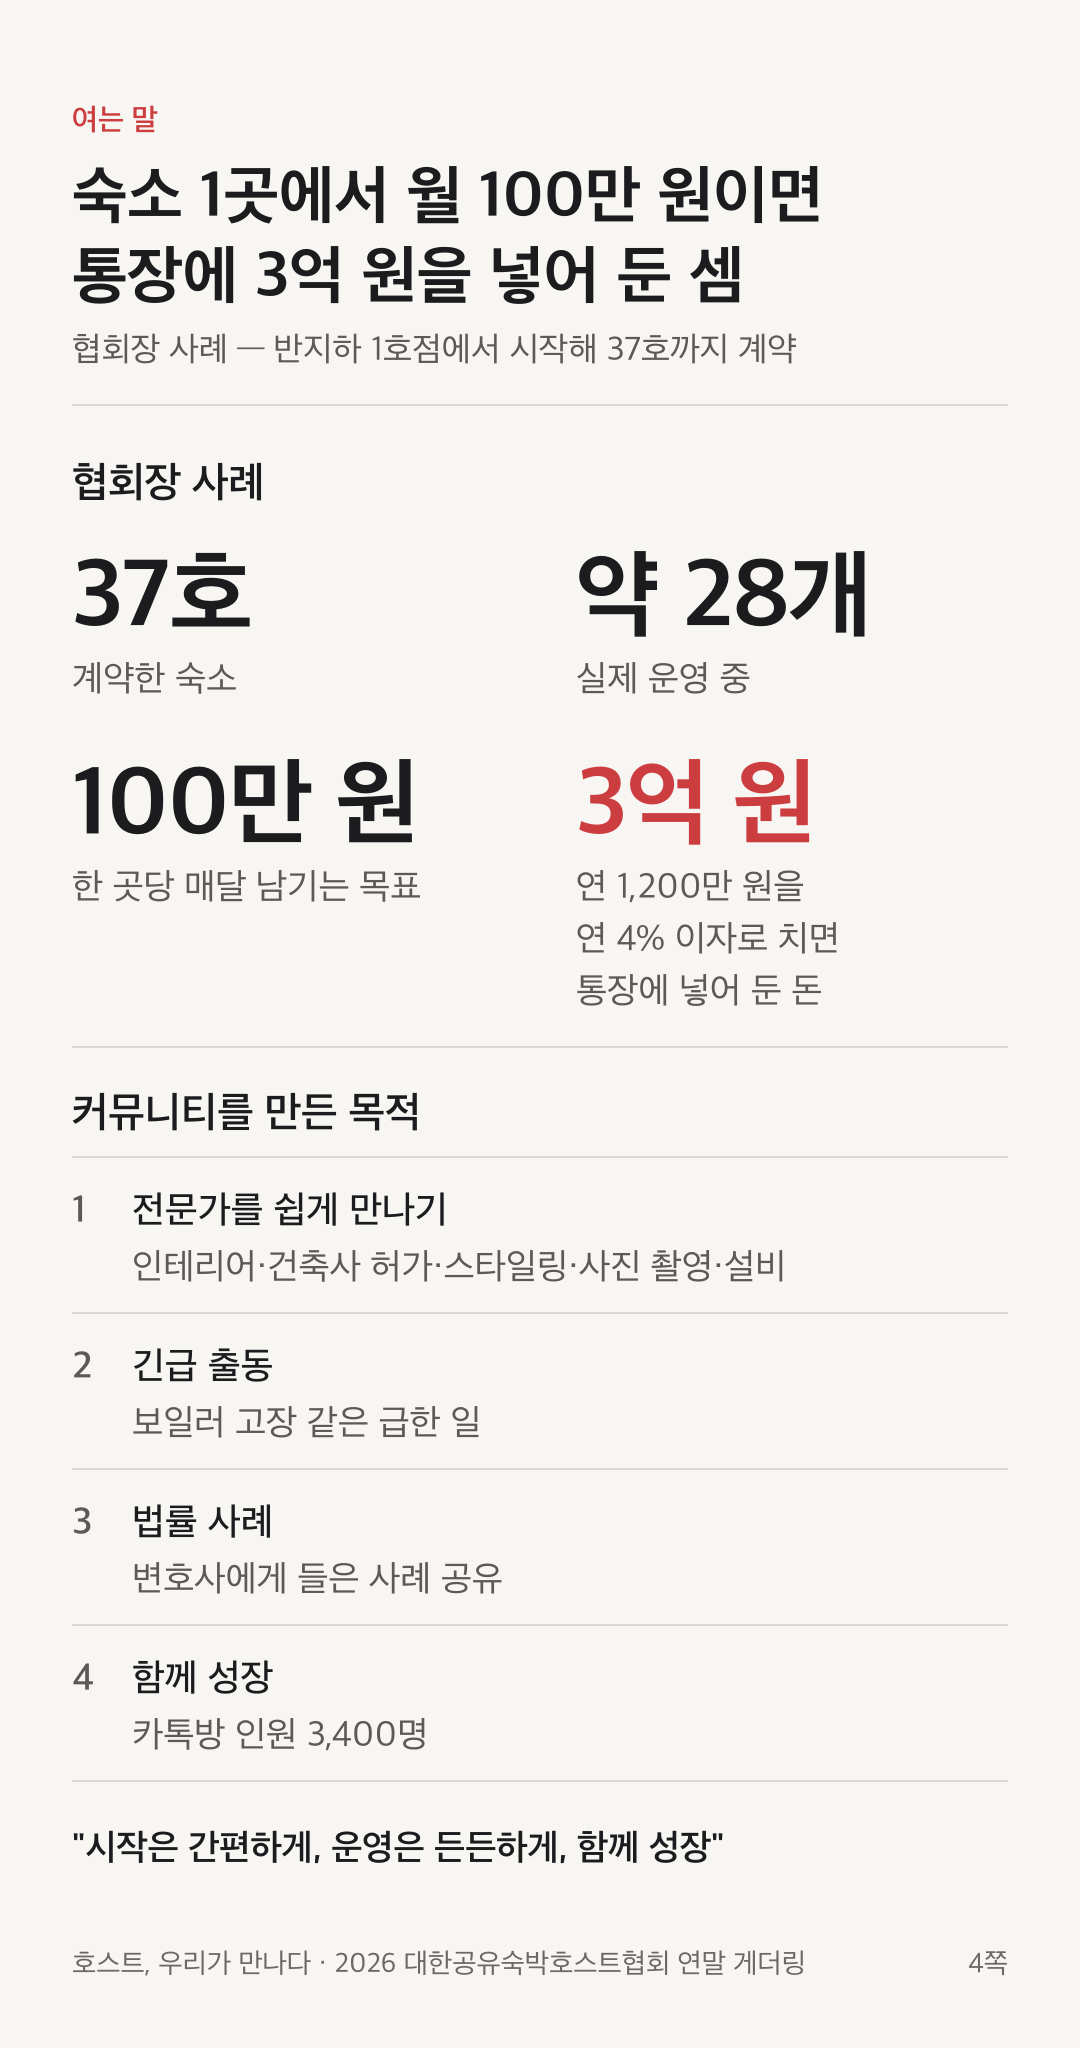 여는 말
숙소 1곳에서 월 100만 원이면
통장에 3억 원을 넣어 둔 셈
협회장 사례 — 반지하 1호점에서 시작해 37호까지 계약
협회장 사례
37호
계약한 숙소
약 28개
실제 운영 중
100만 원
한 곳당 매달 남기는 목표
3억 원
연 1,200만 원을
연 4% 이자로 치면
통장에 넣어 둔 돈
커뮤니티를 만든 목적
1 전문가를 쉽게 만나기
인테리어·건축사 허가·스타일링·사진 촬영·설비
2 긴급 출동
보일러 고장 같은 급한 일
3 법률 사례
변호사에게 들은 사례 공유
4 함께 성장
카톡방 인원 3,400명
"시작은 간편하게, 운영은 든든하게, 함께 성장"
호스트, 우리가 만나다 · 2026 대한공유숙박호스트협회 연말 게더링 4쪽